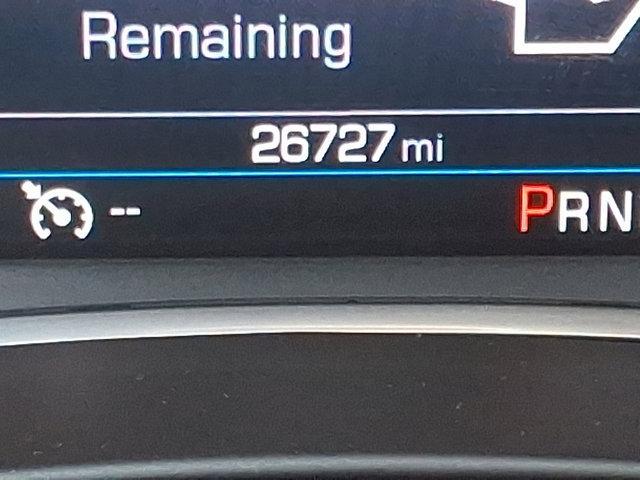 Remaining
26727 mi
-- PRN